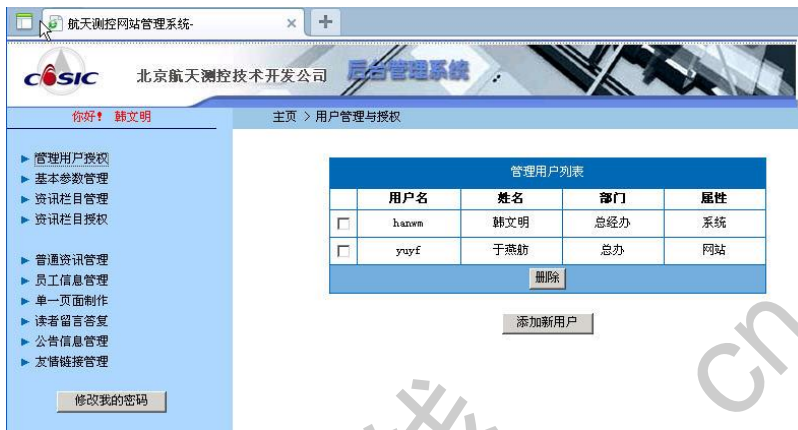 航天测控网站管理系统-
CASIC 北京航天测控技术开发公司 后台管理系统
你好! 韩文明
主页 > 用户管理与授权
管理用户授权
基本参数管理
资讯栏目管理
资讯栏目授权
普通资讯管理
员工信息管理
单一页面制作
读者留言答复
公告信息管理
友情链接管理
修改我的密码
管理用户列表
用户名 姓名 部门 属性
hanwm 韩文明 总经办 系统
yuyf 于燕舫 总办 网站
删除
添加新用户
线
cn